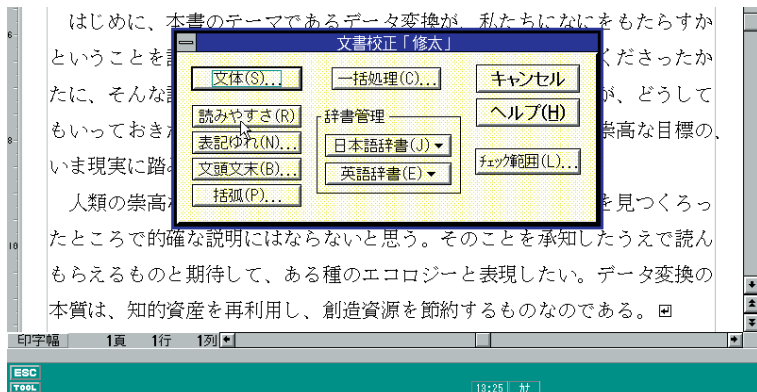 はじめに、本書のテーマであるデータ変換が、私たちになにをもたらすか
6
ということを
くださったか
たに、そんな
が、どうして
もいっておきた
崇高な目標の、
8
いま現実に踏み
人類の崇高な
を見つくろっ
たところで的確な説明にはならないと思う。そのことを承知したうえで読ん
10
もらえるものと期待して、ある種のエコロジーと表現したい。データ変換の
本質は、知的資産を再利用し、創造資源を節約するものなのである。
文書校正「修太」
文体(S)...
一括処理(C)...
キャンセル
読みやすさ(R)
辞書管理
ヘルプ(H)
表記ゆれ(N)...
日本語辞書(J)
文頭文末(B)...
英語辞書(E)
チェック範囲(L)...
括弧(P)...
印字幅 1頁 1行 1列
ESC
TOOL
13:25 カナ